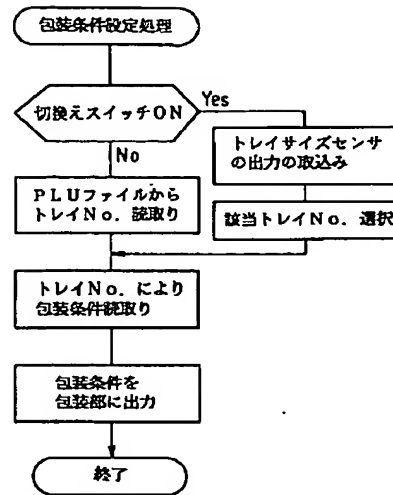 包装条件設定処理
切換えスイッチON
Yes
No
トレイサイズセンサ
の出力の取込み
PLUファイルから
トレイNo. 読取り
該当トレイNo. 選択
トレイNo. により
包装条件読取り
包装条件を
包装部に出力
終了